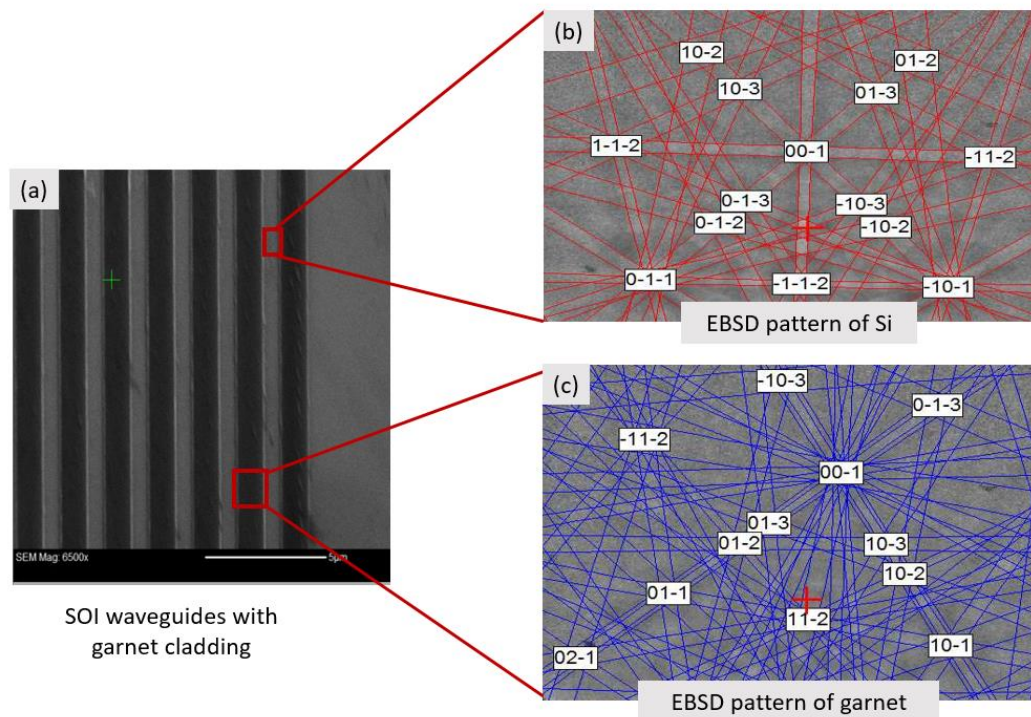 (a)
SEM Mag: 6500x
5µm
SOI waveguides with
garnet cladding
(b)
10-2
01-2
10-3
01-3
1-1-2
00-1
-11-2
0-1-3
-10-3
0-1-2
-10-2
0-1-1
-1-1-2
-10-1
EBSD pattern of Si
(c)
-10-3
0-1-3
-11-2
00-1
01-3
01-2
10-3
10-2
01-1
11-2
10-1
02-1
EBSD pattern of garnet